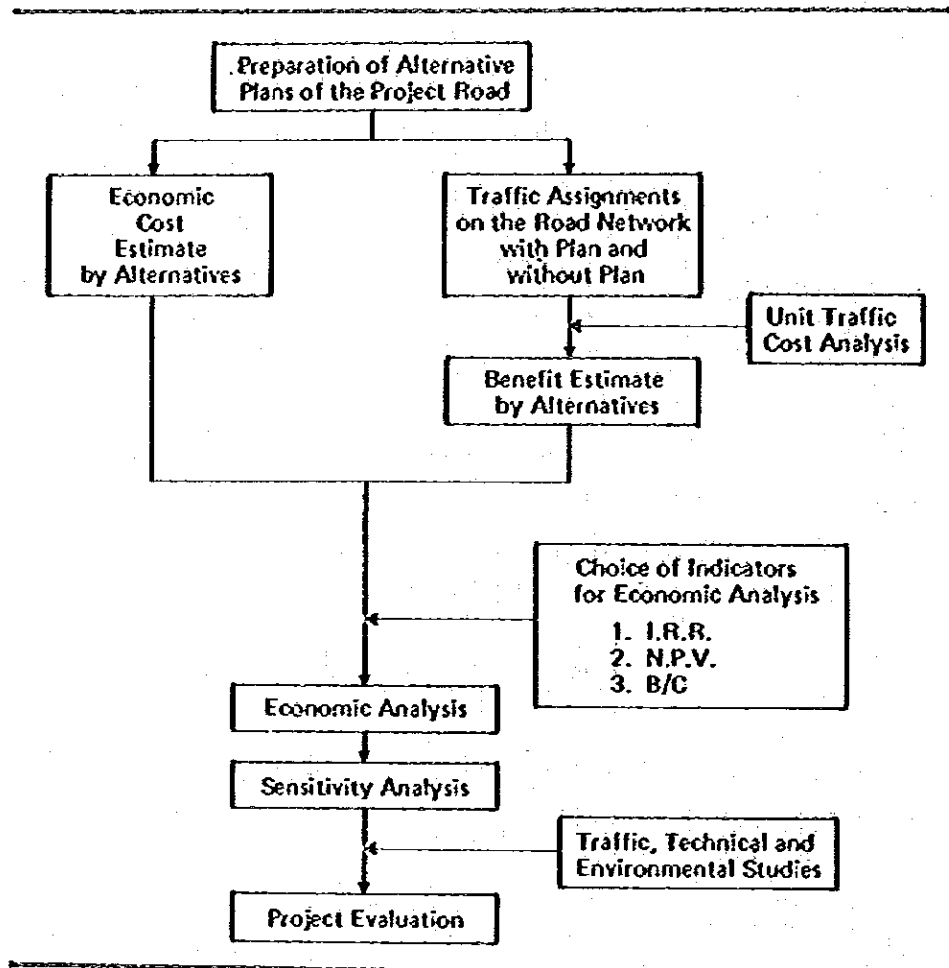 Preparation of Alternative
Plans of the Project Road
Economic
Cost
Estimate
by Alternatives
Traffic Assignments
on the Road Network
with Plan and
without Plan
Unit Traffic
Cost Analysis
Benefit Estimate
by Alternatives
Choice of Indicators
for Economic Analysis
1. I.R.R.
2. N.P.V.
3. B/C
Economic Analysis
Sensitivity Analysis
Traffic, Technical and
Environmental Studies
Project Evaluation